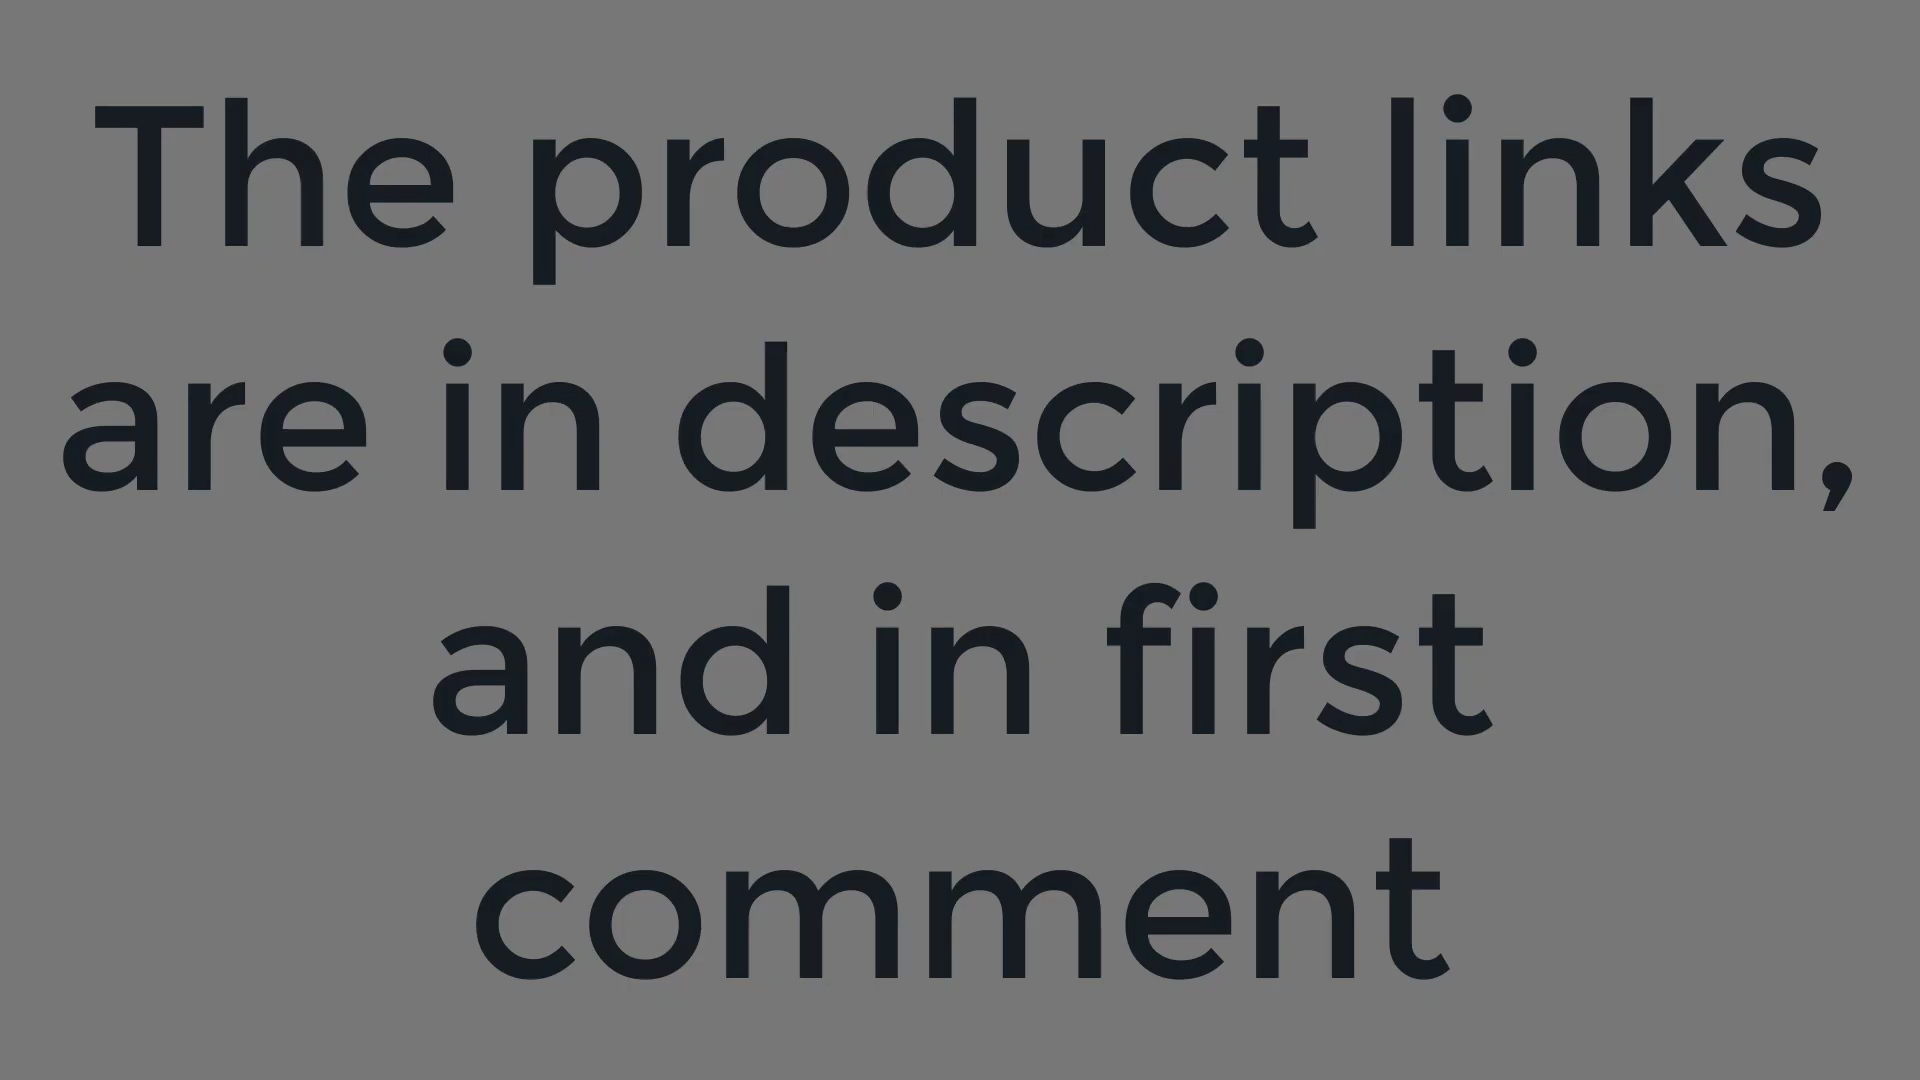 The product links
are in description,
and in first
comment